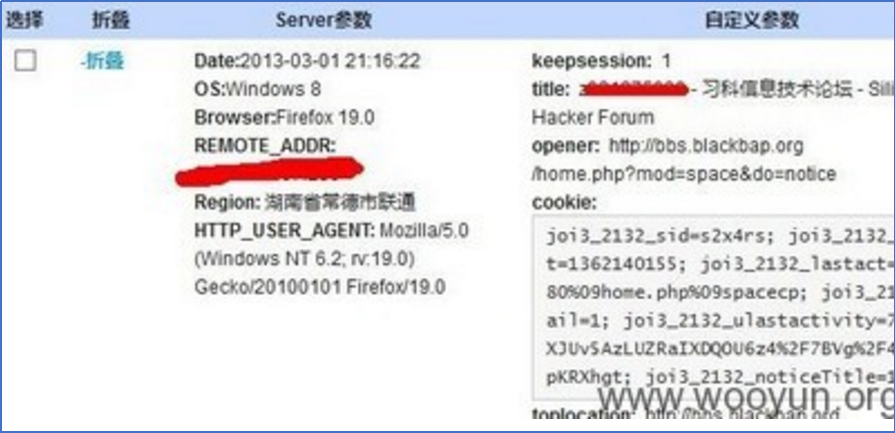 选择 折叠 Server参数 自定义参数
-折叠
Date:2013-03-01 21:16:22
OS:Windows 8
Browser:Firefox 19.0
REMOTE_ADDR:
Region: 湖南省常德市联通
HTTP_USER_AGENT: Mozilla/5.0
(Windows NT 6.2; rv:19.0)
Gecko/20100101 Firefox/19.0
keepsession: 1
title: - 习科信息技术论坛 - Sili
Hacker Forum
opener: http://bbs.blackbap.org
/home.php?mod=space&do=notice
cookie:
joi3_2132_sid=s2x4rs; joi3_2132_
t=1362140155; joi3_2132_lastact=
80%09home.php%09spacecp; joi3_21
ail=1; joi3_2132_ulastactivity=7
XJUv5AzLUZRaIXDQOU6z4%2F7BVg%2F4
pKRXhgt; joi3_2132_noticeTitle=1
www.wooyun.org
toplocation: http://bbs.blackbap.org